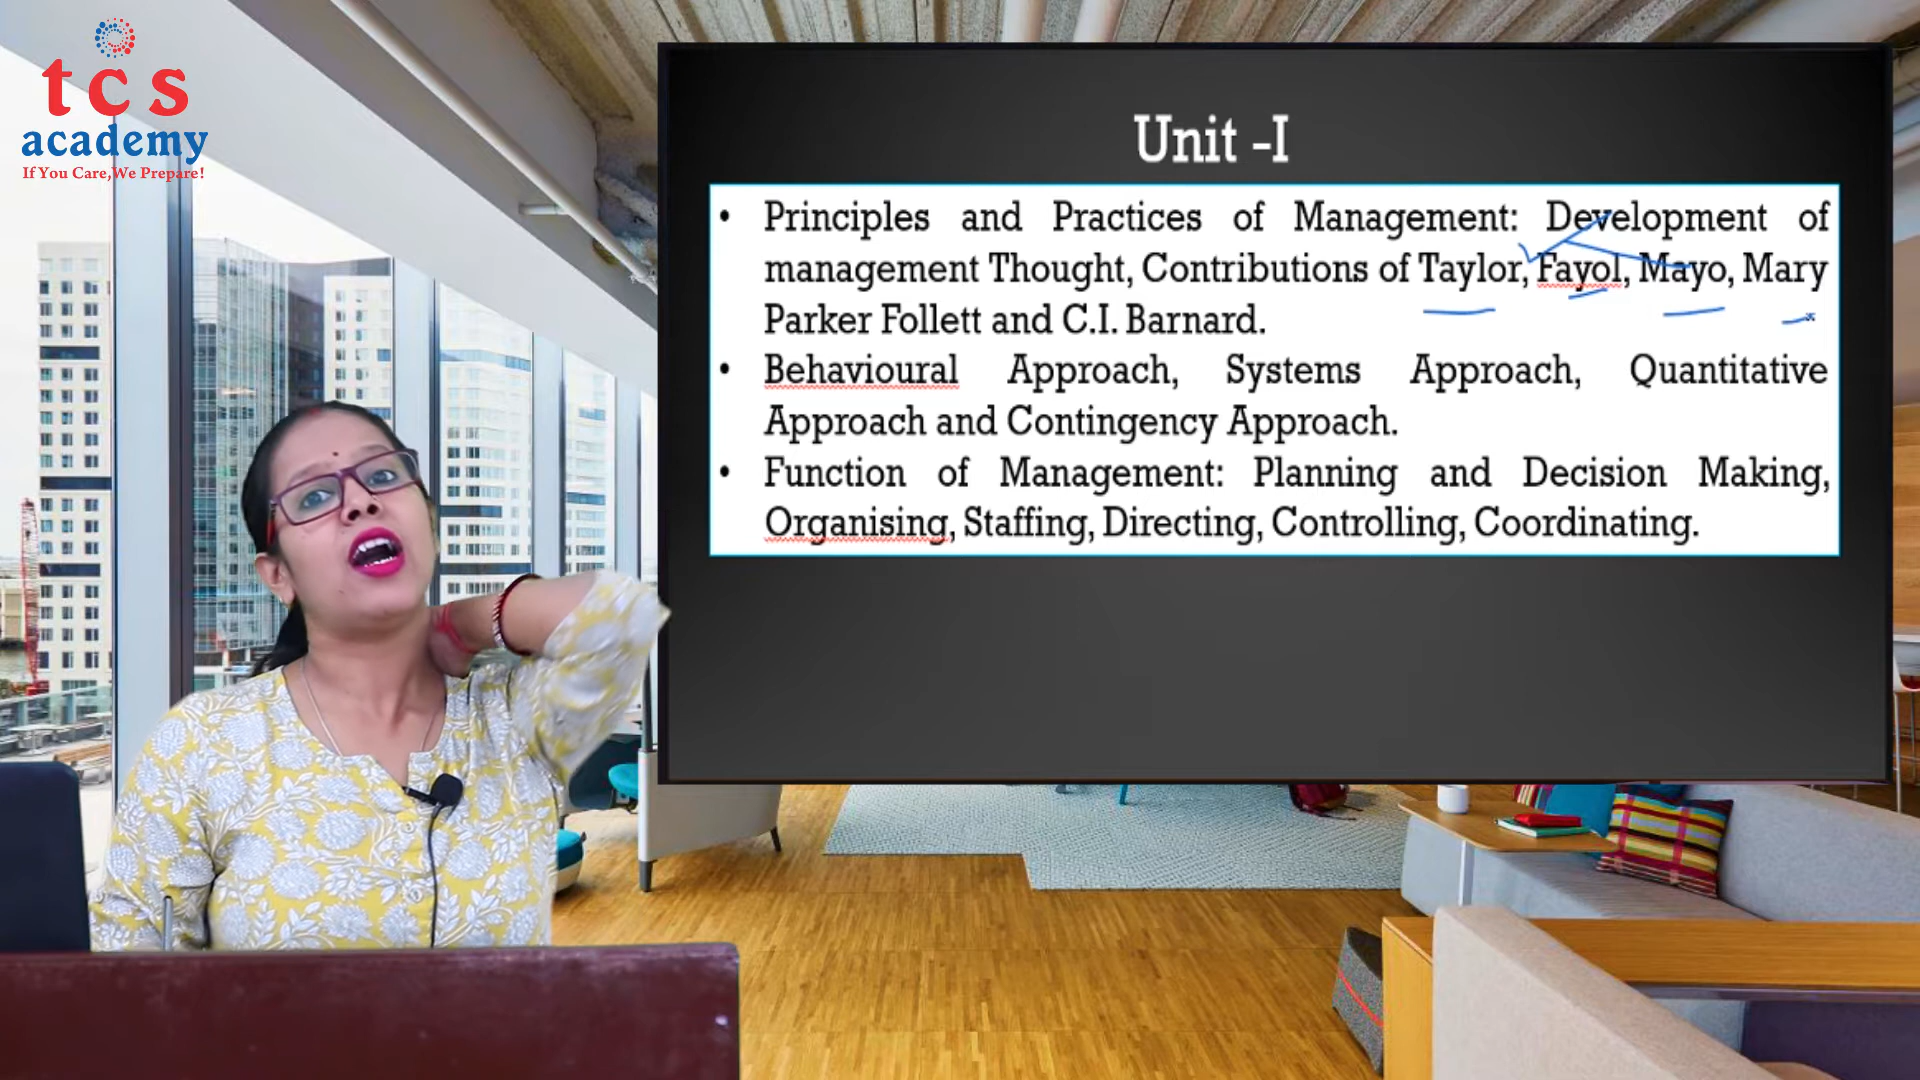 tcs
academy
If You Care,We Prepare!
Unit -I
• Principles and Practices of Management: Development of
management Thought, Contributions of Taylor, Fayol, Mayo, Mary
Parker Follett and C.I. Barnard.
• Behavioural Approach, Systems Approach, Quantitative
Approach and Contingency Approach.
• Function of Management: Planning and Decision Making,
Organising, Staffing, Directing, Controlling, Coordinating.